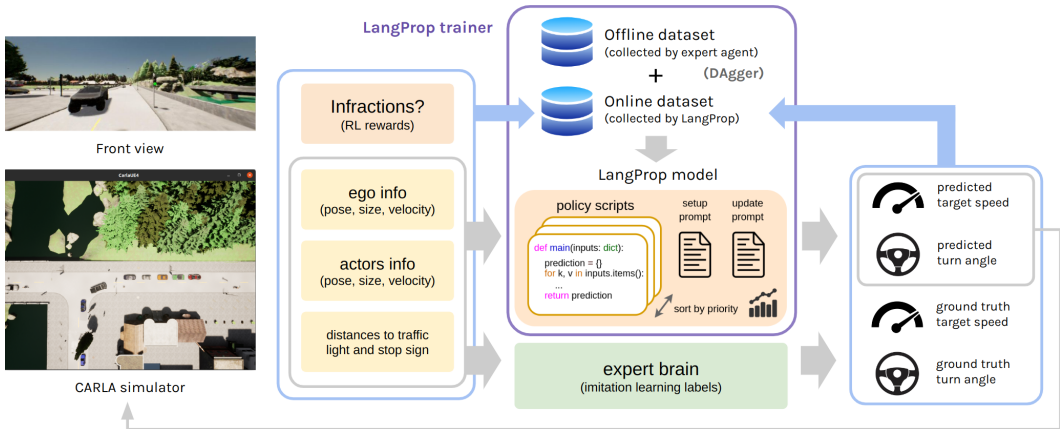 LangProp trainer
Offline dataset
(collected by expert agent)
+
(DAgger)
Online dataset
(collected by LangProp)
Infractions?
(RL rewards)
Front view
CarlaUE4
CARLA simulator
ego info
(pose, size, velocity)
actors info
(pose, size, velocity)
distances to traffic
light and stop sign
LangProp model
policy scripts
setup
prompt
update
prompt
def main(inputs: dict):
prediction = {}
for k, v in inputs.items():
...
return prediction
sort by priority
expert brain
(imitation learning labels)
predicted
target speed
predicted
turn angle
ground truth
target speed
ground truth
turn angle